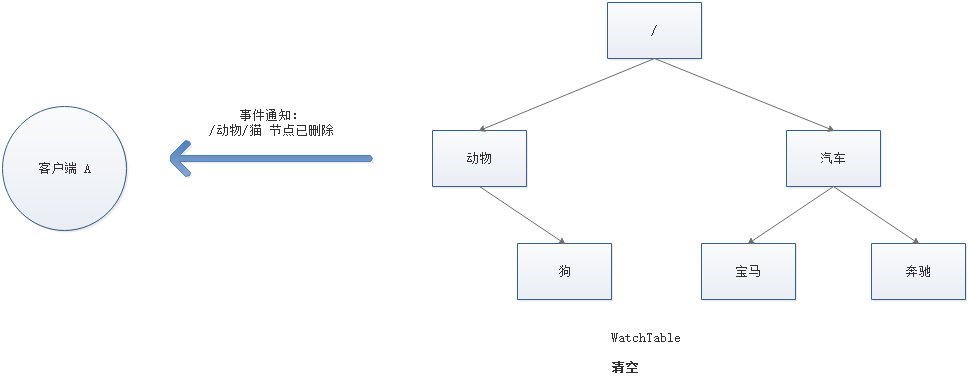 /
事件通知:
/动物/猫 节点已删除
客户端 A
动物
汽车
狗
宝马
奔驰
WatchTable
清空